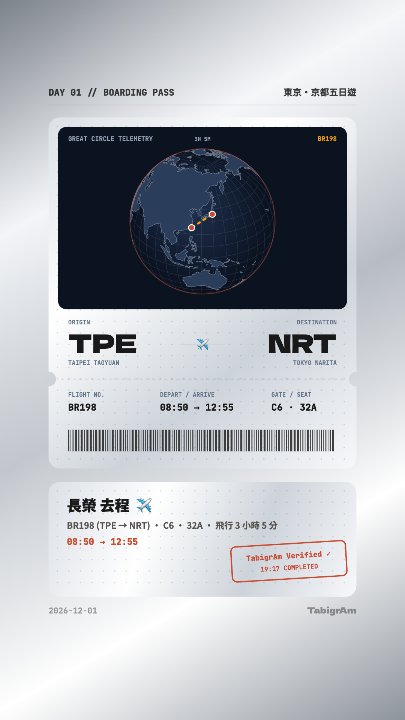 DAY 01 // BOARDING PASS
東京・京都五日遊
GREAT CIRCLE TELEMETRY
3H 5M
BR198
ORIGIN
DESTINATION
TPE ✈️ NRT
TAIPEI TAOYUAN
TOKYO NARITA
FLIGHT NO.
DEPART / ARRIVE
GATE / SEAT
BR198
08:50 → 12:55
C6 · 32A
長榮 去程 ✈️
BR198 (TPE → NRT) · C6 · 32A · 飛行 3 小時 5 分
08:50 → 12:55
TabigrAm Verified ✓
19:27 COMPLETED
2026-12-01
TabigrAm